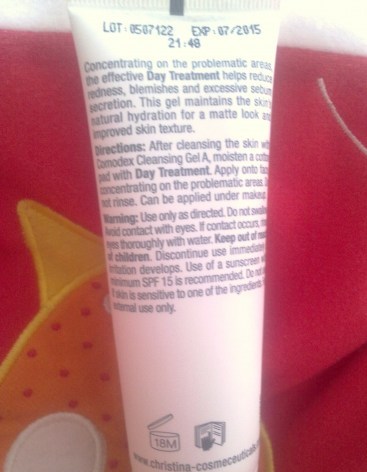 LOT:0507122 EXP:07/2015
21:48
Concentrating on the problematic areas,
the effective Day Treatment helps reduce
redness, blemishes and excessive sebum
secretion. This gel maintains the skin's
natural hydration for a matte look and
improved skin texture.
Directions: After cleansing the skin with
Comodex Cleansing Gel A, moisten a cotton
pad with Day Treatment. Apply onto face
concentrating on the problematic areas. Do
not rinse. Can be applied under makeup.
Warning: Use only as directed. Do not swallow.
Avoid contact with eyes. If contact occurs, rinse
eyes thoroughly with water. Keep out of reach
of children. Discontinue use immediately if
irritation develops. Use of a sunscreen with
minimum SPF 15 is recommended. Do not use
if skin is sensitive to one of the ingredients.
external use only.
18M
www.christina-cosmeceuticals.